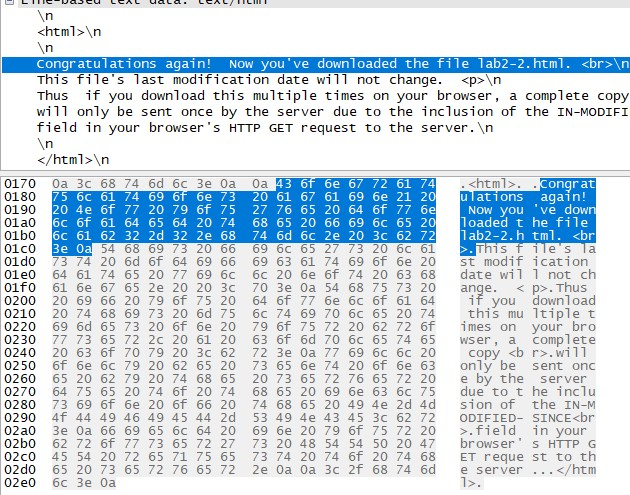 Line-based text data: text/html
\n
<html>\n
\n
Congratulations again!  Now you've downloaded the file lab2-2.html. <br>\n
This file's last modification date will not change.  <p>\n
Thus  if you download this multiple times on your browser, a complete copy
will only be sent once by the server due to the inclusion of the IN-MODIFI
field in your browser's HTTP GET request to the server.\n
\n
</html>\n
0170 0a 3c 68 74 6d 6c 3e 0a 0a 43 6f 6e 67 72 61 74 .<html>. .Congrat
0180 75 6c 61 74 69 6f 6e 73 20 61 67 61 69 6e 21 20 ulations again!
0190 20 4e 6f 77 20 79 6f 75 27 76 65 20 64 6f 77 6e Now you 've down
01a0 6c 6f 61 64 65 64 20 74 68 65 20 66 69 6c 65 20 loaded t he file
01b0 6c 61 62 32 2d 32 2e 68 74 6d 6c 2e 20 3c 62 72 lab2-2.h tml. <br
01c0 3e 0a 54 68 69 73 20 66 69 6c 65 27 73 20 6c 61 >.This f ile's la
01d0 73 74 20 6d 6f 64 69 66 69 63 61 74 69 6f 6e 20 st modif ication
01e0 64 61 74 65 20 77 69 6c 6c 20 6e 6f 74 20 63 68 date wil l not ch
01f0 61 6e 67 65 2e 20 20 3c 70 3e 0a 54 68 75 73 20 ange.  < p>.Thus
0200 20 69 66 20 79 6f 75 20 64 6f 77 6e 6c 6f 61 64 if you download
0210 20 74 68 69 73 20 6d 75 6c 74 69 70 6c 65 20 74 this mu ltiple t
0220 69 6d 65 73 20 6f 6e 20 79 6f 75 72 20 62 72 6f imes on your bro
0230 77 73 65 72 2c 20 61 20 63 6f 6d 70 6c 65 74 65 wser, a complete
0240 20 63 6f 70 79 20 3c 62 72 3e 0a 77 69 6c 6c 20 copy <b r>.will
0250 6f 6e 6c 79 20 62 65 20 73 65 6e 74 20 6f 6e 63 only be sent onc
0260 65 20 62 79 20 74 68 65 20 73 65 72 76 65 72 20 e by the server
0270 64 75 65 20 74 6f 20 74 68 65 20 69 6e 63 6c 75 due to t he inclu
0280 73 69 6f 6e 20 6f 66 20 74 68 65 20 49 4e 2d 4d sion of the IN-M
0290 4f 44 49 46 49 45 44 2d 53 49 4e 43 45 3c 62 72 ODIFIED- SINCE<br
02a0 3e 0a 66 69 65 6c 64 20 69 6e 20 79 6f 75 72 20 >.field in your
02b0 62 72 6f 77 73 65 72 27 73 20 48 54 54 50 20 47 browser' s HTTP G
02c0 45 54 20 72 65 71 75 65 73 74 20 74 6f 20 74 68 ET reque st to th
02d0 65 20 73 65 72 76 65 72 2e 0a 0a 3c 2f 68 74 6d e server ...</htm
02e0 6c 3e 0a l>.